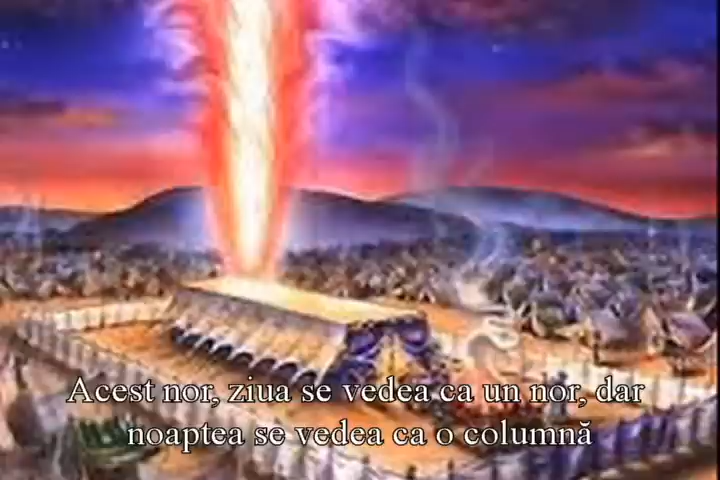 Acest nor, ziua se vedea ca un nor, dar
noaptea se vedea ca o columnă